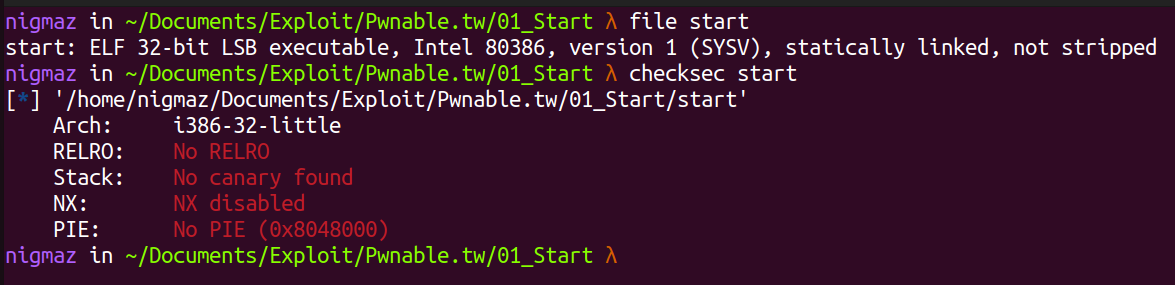 nigmaz in ~/Documents/Exploit/Pwnable.tw/01_Start λ file start
start: ELF 32-bit LSB executable, Intel 80386, version 1 (SYSV), statically linked, not stripped
nigmaz in ~/Documents/Exploit/Pwnable.tw/01_Start λ checksec start
[*] '/home/nigmaz/Documents/Exploit/Pwnable.tw/01_Start/start'
    Arch:     i386-32-little
    RELRO:    No RELRO
    Stack:    No canary found
    NX:       NX disabled
    PIE:      No PIE (0x8048000)
nigmaz in ~/Documents/Exploit/Pwnable.tw/01_Start λ